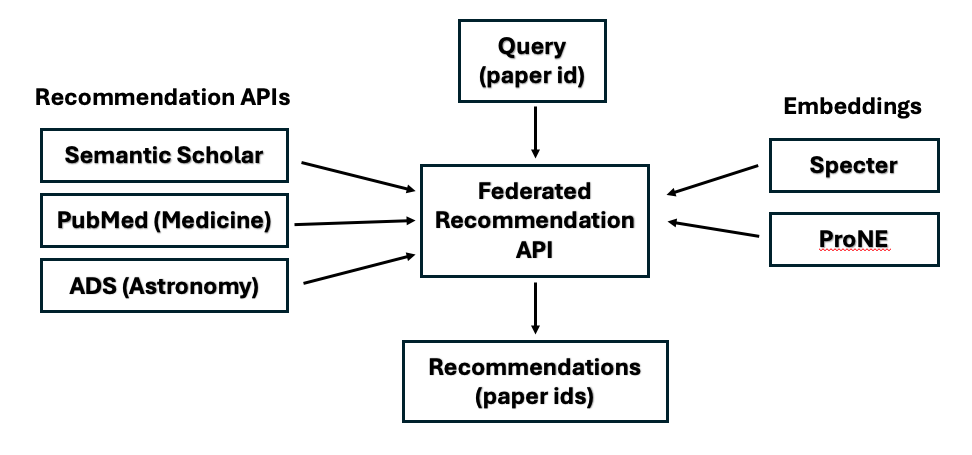 Query
(paper id)
Recommendation APIs
Semantic Scholar
PubMed (Medicine)
ADS (Astronomy)
Federated
Recommendation
API
Embeddings
Specter
ProNE
Recommendations
(paper ids)